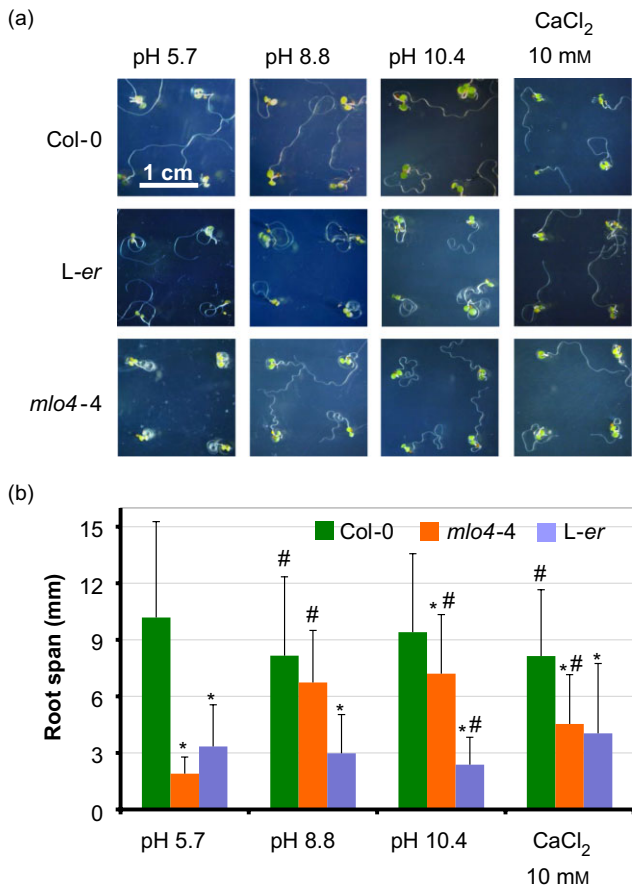 (a)
pH 5.7 pH 8.8 pH 10.4 CaCl₂
10 mM
Col-0
1 cm
L-er
mlo4-4
(b)
Col-0 mlo4-4 L-er
Root span (mm)
15
12
9
6
3
0
# # # # # # * * * * * * * *
pH 5.7 pH 8.8 pH 10.4 CaCl₂
10 mM